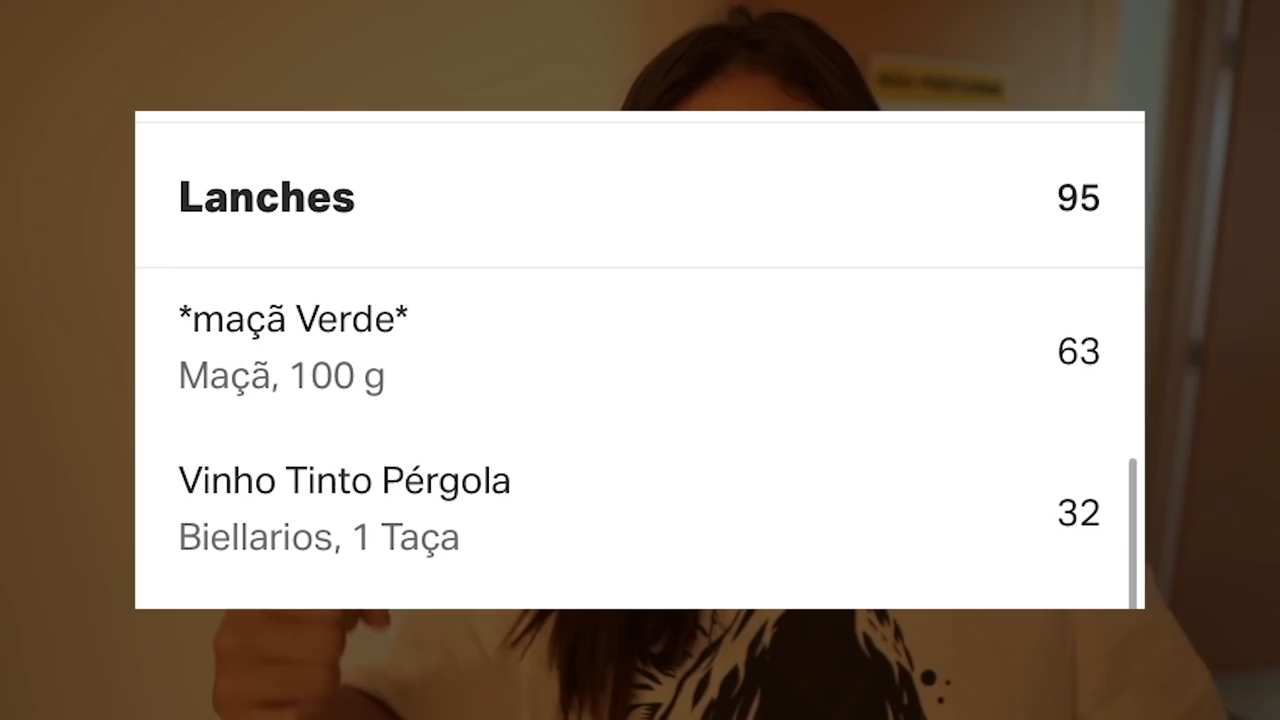 Lanches 95
*maçã Verde* 63
Maçã, 100 g
Vinho Tinto Pérgola 32
Biellarios, 1 Taça